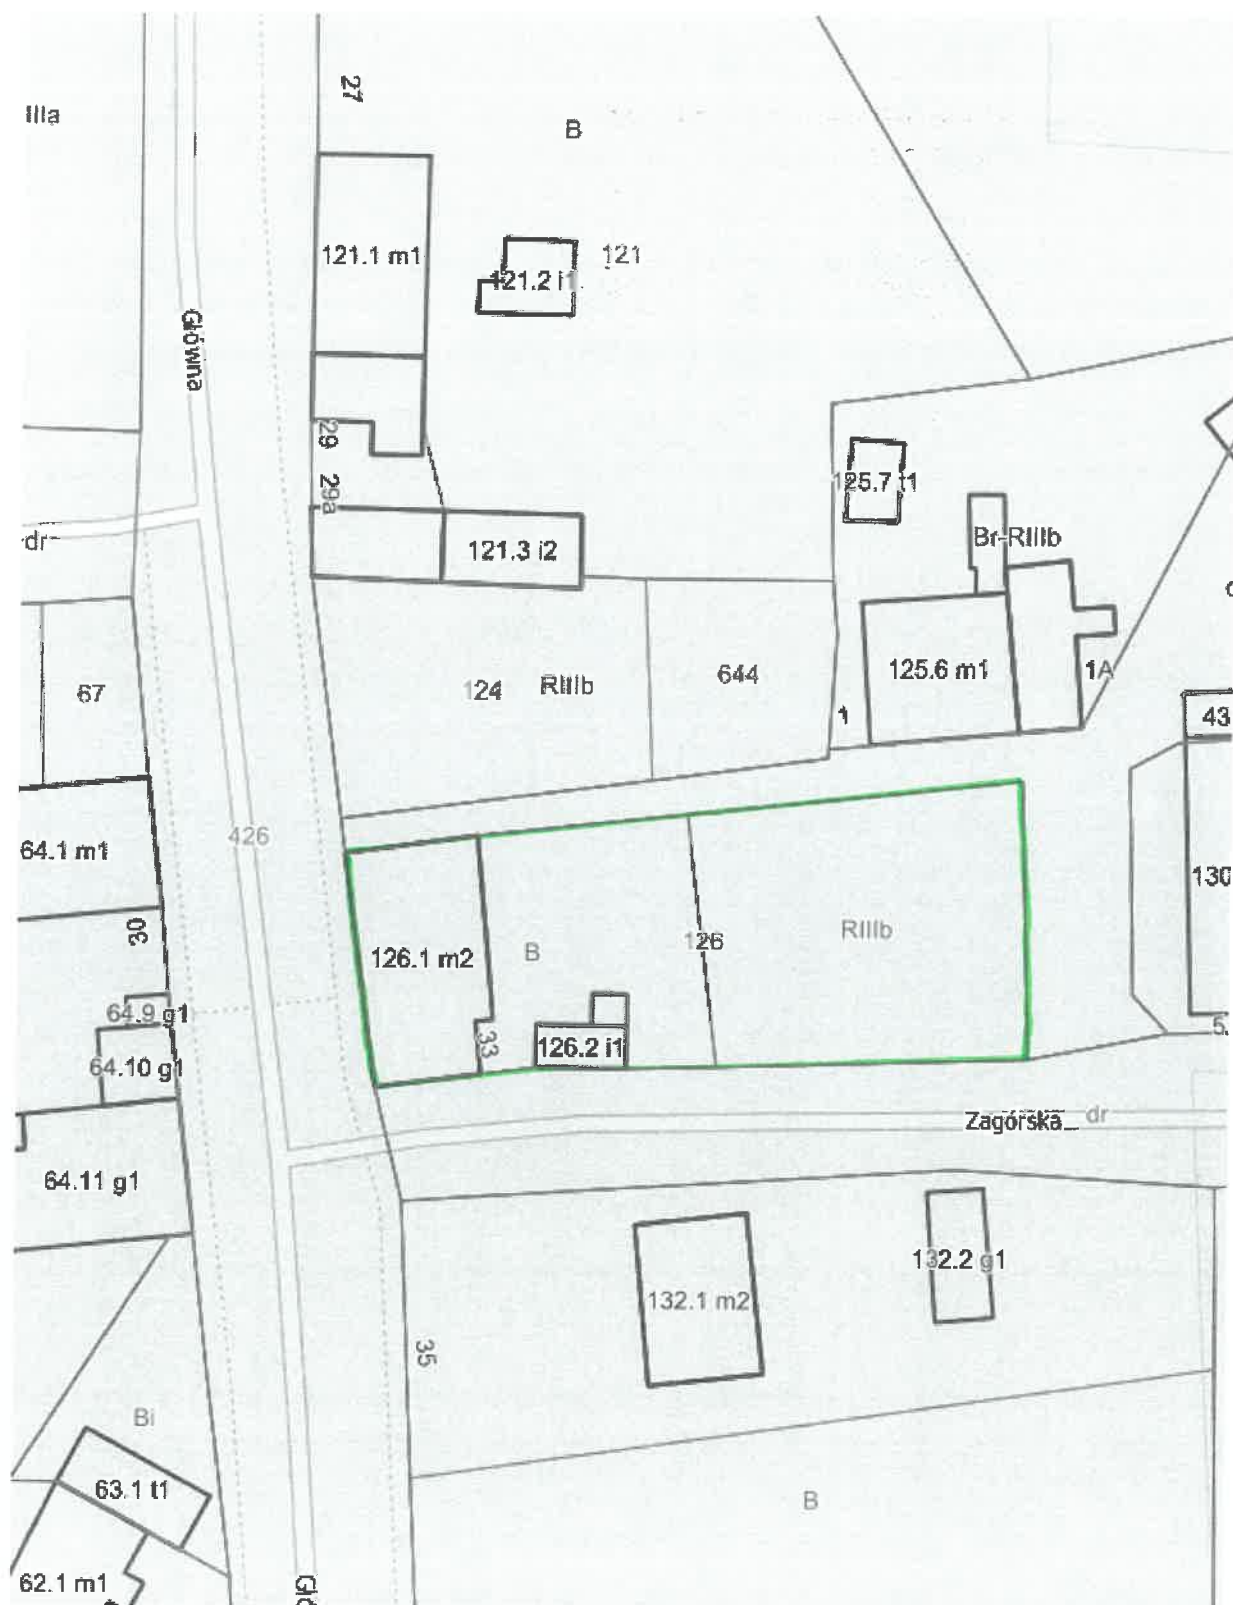 27
IIIa
B
121.1 m1
121.2 i1
121
Główna
29
29a
125.7 t1
Br-RIIIb
dr
121.3 i2
67
124
RIIIb
644
125.6 m1
1A
1
43
64.1 m1
426
130
30
126.1 m2
B
126
RIIIb
64.9 g1
33
126.2 i1
5.
64.10 g1
Zagórska
dr
64.11 g1
132.2 g1
132.1 m2
35
Bi
63.1 t1
B
62.1 m1
Głó